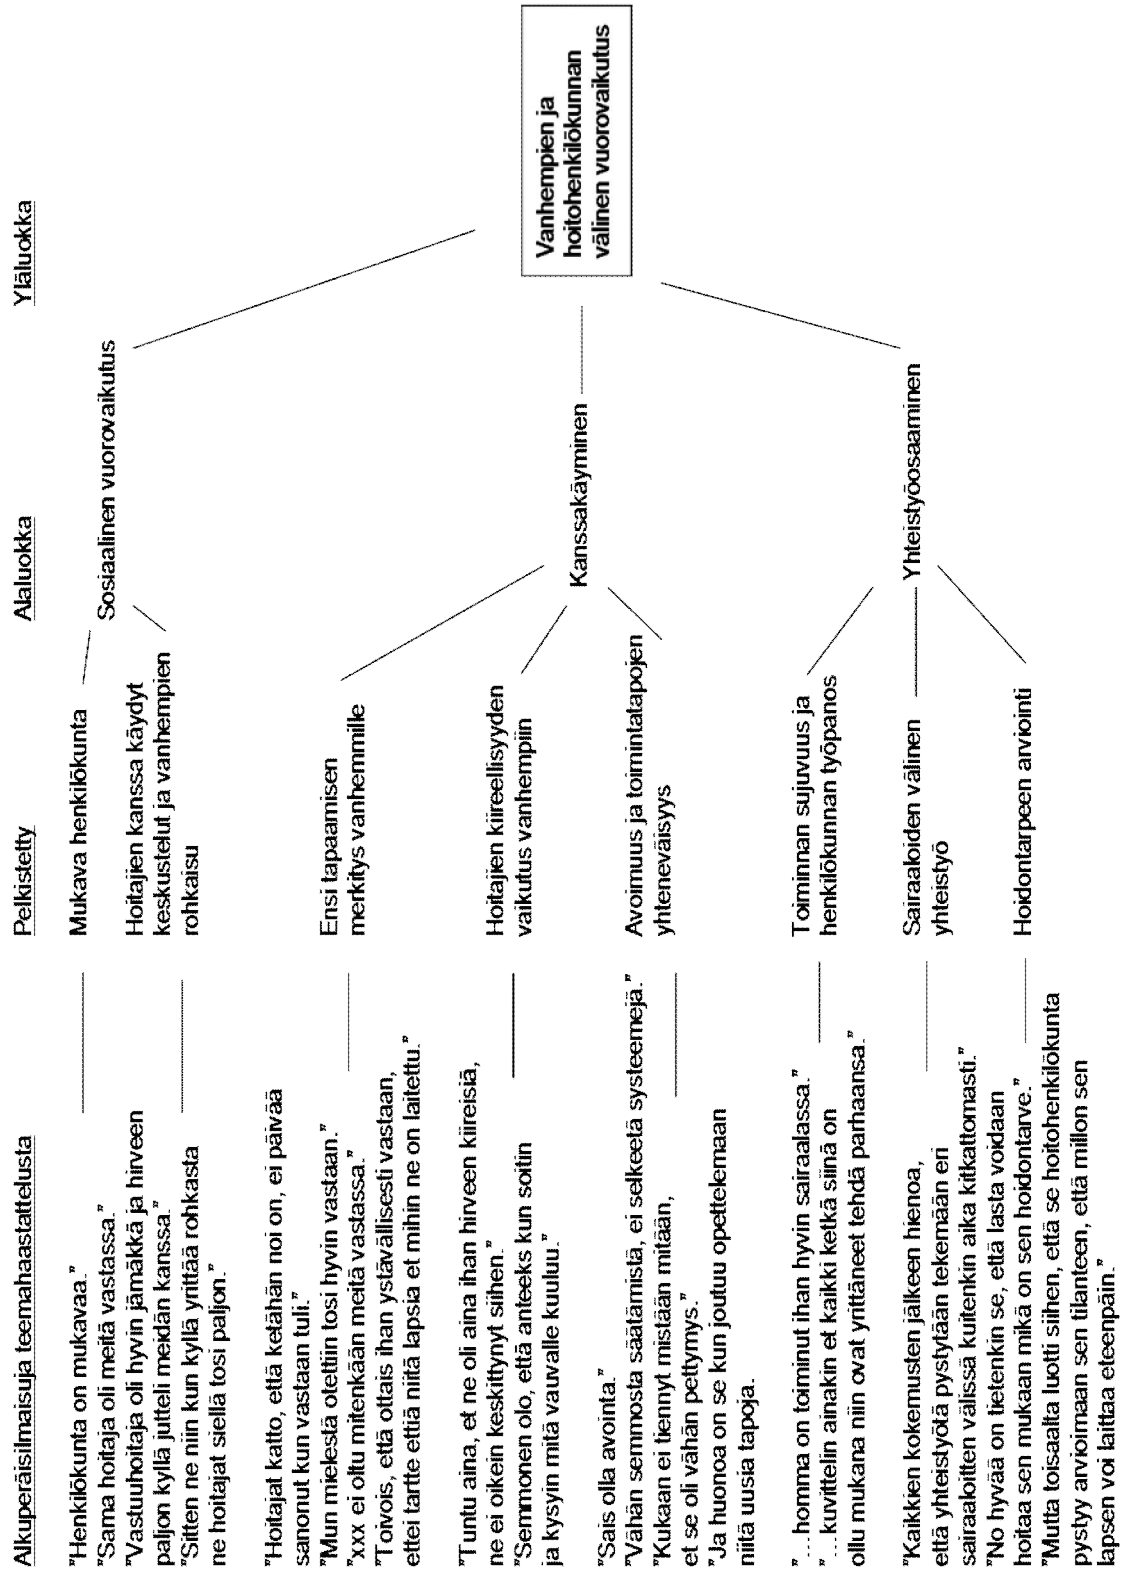 Alkuperäisilmaisuja teemahaastattelusta
Pelkistetty
Alaluokka
Yläluokka
"Henkilökunta on mukavaa."
"Sama hoitaja oli meitä vastassa."
"Vastuuhoitaja oli hyvin jämäkkä ja hirveen
paljon kyllä jutteli meidän kanssa."
"Sitten ne niin kun kyllä yrittää rohkasta
ne hoitajat siellä tosi paljon."
Mukava henkilökunta
Hoitajien kanssa käydyt
keskustelut ja vanhempien
rohkaisu
Sosiaalinen vuorovaikutus
"Hoitajat katto, että ketähän noi on, ei päivää
sanonut kun vastaan tuli."
"Mun mielestä otettiin tosi hyvin vastaan."
"xxx ei oltu mitenkään meitä vastassa."
"Toivois, että ottais ihan ystävällisesti vastaan,
ettei tartte että niitä lapsia et mihin ne on laitettu."
Ensi tapaamisen
merkitys vanhemmille
"Tuntu aina, et ne oli aina ihan hirveen kiireisiä,
ne ei oikein keskittynyt siihen."
"Semmonen olo, että anteeks kun soitin
ja kysyin mitä vauvalle kuuluu."
Hoitajien kiireellisyyden
vaikutus vanhempiin
Kanssakäyminen
Vanhempien ja
hoitohenkilökunnan
välinen vuorovaikutus
"Sais olla avointa."
"Vähän semmosta säätämistä, ei selkeetä systeemejä."
"Kukaan ei tiennyt mistään mitään,
et se oli vähän pettymys."
"Ja huonoa on se kun joutuu opettelemaan
niitä uusia tapoja.
Avoimuus ja toimintatapojen
yhteneväisyys
"…homma on toiminut ihan hyvin sairaalassa."
"…kuvittelin ainakin et kaikki ketkä siinä on
ollu mukana niin ovat yrittäneet tehdä parhaansa."
Toiminnan sujuvuus ja
henkilökunnan työpanos
"Kaikkien kokemusten jälkeen hienoa,
että yhteistyötä pystytään tekemään eri
sairaaloitten välissä kuitenkin aika kitkattomasti."
Sairaaloiden välinen
yhteistyö
Yhteistyöosaaminen
"No hyvää on tietenkin se, että lasta voidaan
hoitaa sen mukaan mikä on sen hoidontarve."
"Mutta toisaalta luotti siihen, että se hoitohenkilökunta
pystyy arvioimaan sen tilanteen, että millon sen
lapsen voi laittaa eteenpäin."
Hoidontarpeen arviointi